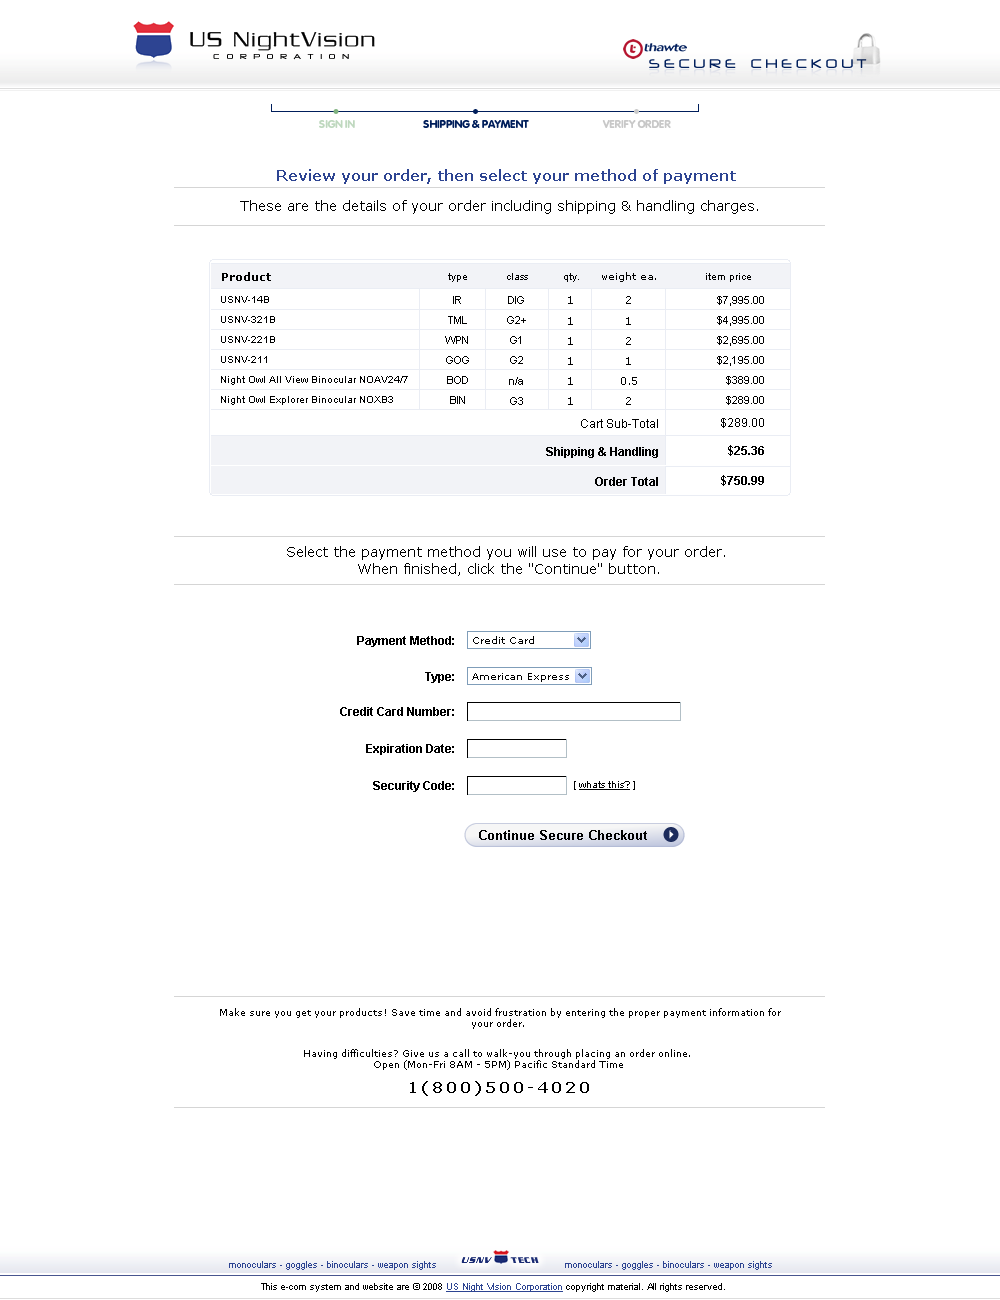 US NightVision
CORPORATION
thawte
SECURE CHECKOUT
SIGN IN SHIPPING & PAYMENT VERIFY ORDER
Review your order, then select your method of payment
These are the details of your order including shipping & handling charges.
Product type class qty. weight ea. item price
USNV-14B IR DIG 1 2 $7,995.00
USNV-321B TML G2+ 1 1 $4,995.00
USNV-221B WPN G1 1 2 $2,695.00
USNV-211 GOG G2 1 1 $2,195.00
Night Owl All View Binocular NOAV24/7 BOD n/a 1 0.5 $389.00
Night Owl Explorer Binocular NOXB3 BIN G3 1 2 $289.00
Cart Sub-Total $289.00
Shipping & Handling $25.36
Order Total $750.99
Select the payment method you will use to pay for your order.
When finished, click the "Continue" button.
Payment Method: Credit Card
Type: American Express
Credit Card Number:
Expiration Date:
Security Code: [ whats this? ]
Continue Secure Checkout
Make sure you get your products! Save time and avoid frustration by entering the proper payment information for
your order.
Having difficulties? Give us a call to walk-you through placing an order online.
Open (Mon-Fri 8AM - 5PM) Pacific Standard Time
1(800)500-4020
monoculars - goggles - binoculars - weapon sights USNV TECH monoculars - goggles - binoculars - weapon sights
This e-com system and website are © 2008 US Night Vision Corporation copyright material. All rights reserved.